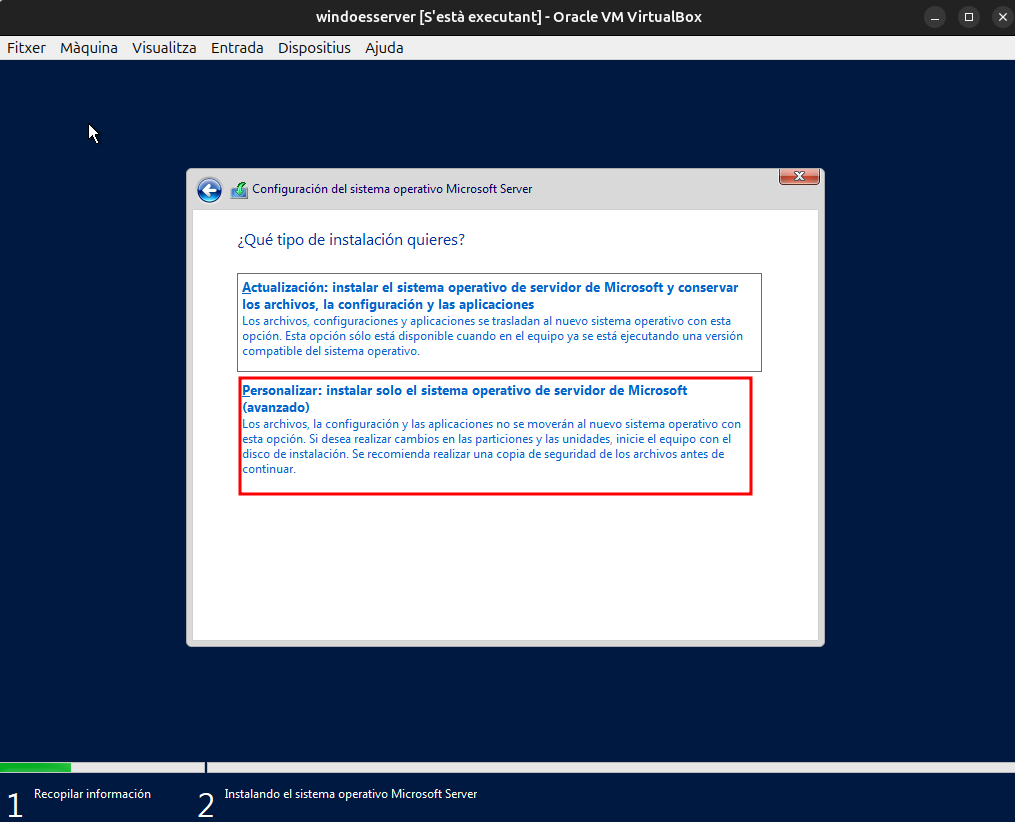 windoesserver [S'està executant] - Oracle VM VirtualBox
Fitxer Màquina Visualitza Entrada Dispositius Ajuda
Configuración del sistema operativo Microsoft Server
¿Qué tipo de instalación quieres?
Actualización: instalar el sistema operativo de servidor de Microsoft y conservar
los archivos, la configuración y las aplicaciones
Los archivos, configuraciones y aplicaciones se trasladan al nuevo sistema operativo con esta
opción. Esta opción sólo está disponible cuando en el equipo ya se está ejecutando una versión
compatible del sistema operativo.
Personalizar: instalar solo el sistema operativo de servidor de Microsoft
(avanzado)
Los archivos, la configuración y las aplicaciones no se moverán al nuevo sistema operativo con
esta opción. Si desea realizar cambios en las particiones y las unidades, inicie el equipo con el
disco de instalación. Se recomienda realizar una copia de seguridad de los archivos antes de
continuar.
1 Recopilar información
2 Instalando el sistema operativo Microsoft Server